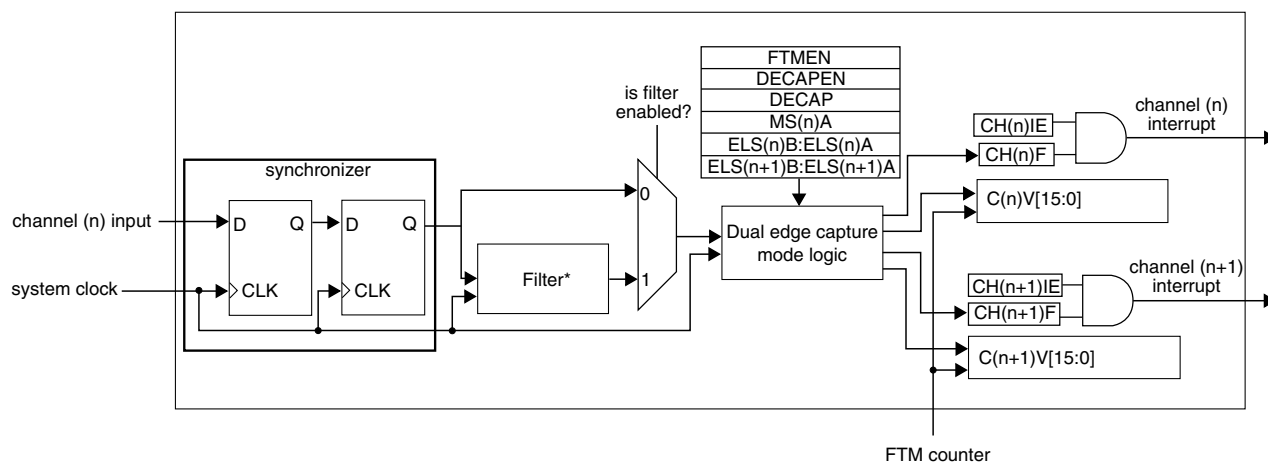 FTMEN
DECAPEN
DECAP
MS(n)A
ELS(n)B:ELS(n)A
ELS(n+1)B:ELS(n+1)A
is filter
enabled?
synchronizer
channel (n) input
D
Q
D
Q
system clock
CLK
CLK
Filter*
0
1
Dual edge capture
mode logic
CH(n)IE
CH(n)F
channel (n)
interrupt
C(n)V[15:0]
CH(n+1)IE
CH(n+1)F
channel (n+1)
interrupt
C(n+1)V[15:0]
FTM counter